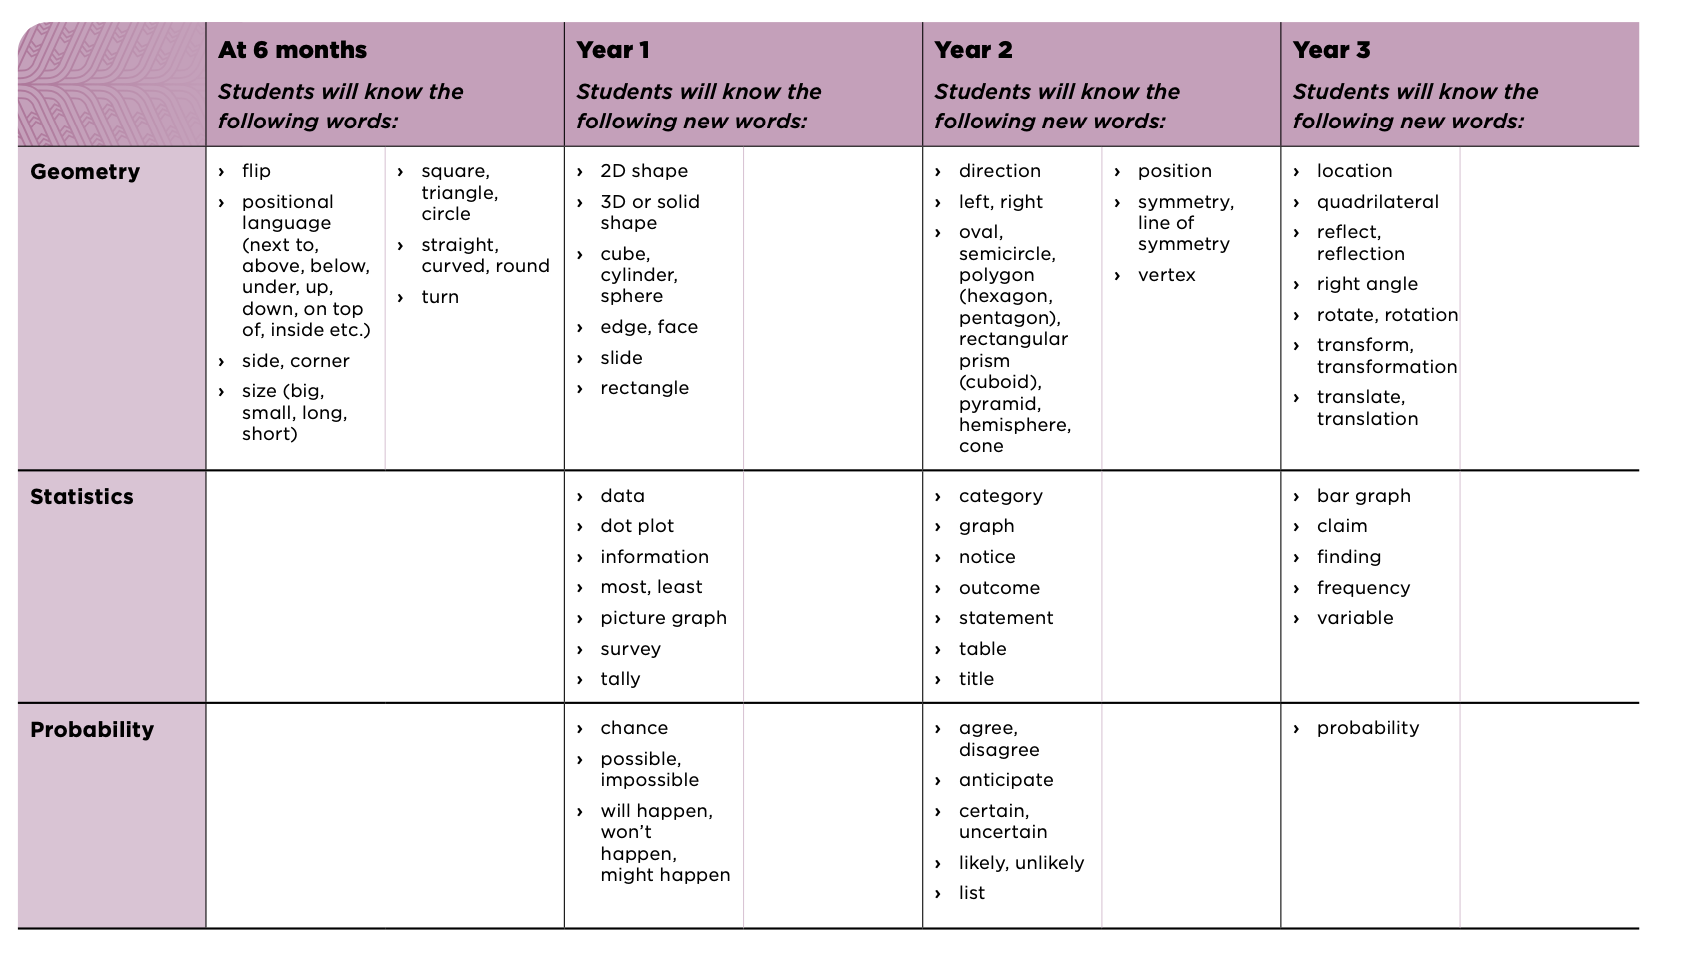 At 6 months
Students will know the
following words:
Year 1
Students will know the
following new words:
Year 2
Students will know the
following new words:
Year 3
Students will know the
following new words:
Geometry
› flip
› positional
language
(next to,
above, below,
under, up,
down, on top
of, inside etc.)
› side, corner
› size (big,
small, long,
short)
› square,
triangle,
circle
› straight,
curved, round
› turn
› 2D shape
› 3D or solid
shape
› cube,
cylinder,
sphere
› edge, face
› slide
› rectangle
› direction
› left, right
› oval,
semicircle,
polygon
(hexagon,
pentagon),
rectangular
prism
(cuboid),
pyramid,
hemisphere,
cone
› position
› symmetry,
line of
symmetry
› vertex
› location
› quadrilateral
› reflect,
reflection
› right angle
› rotate, rotation
› transform,
transformation
› translate,
translation
Statistics
› data
› dot plot
› information
› most, least
› picture graph
› survey
› tally
› category
› graph
› notice
› outcome
› statement
› table
› title
› bar graph
› claim
› finding
› frequency
› variable
Probability
› chance
› possible,
impossible
› will happen,
won’t
happen,
might happen
› agree,
disagree
› anticipate
› certain,
uncertain
› likely, unlikely
› list
› probability